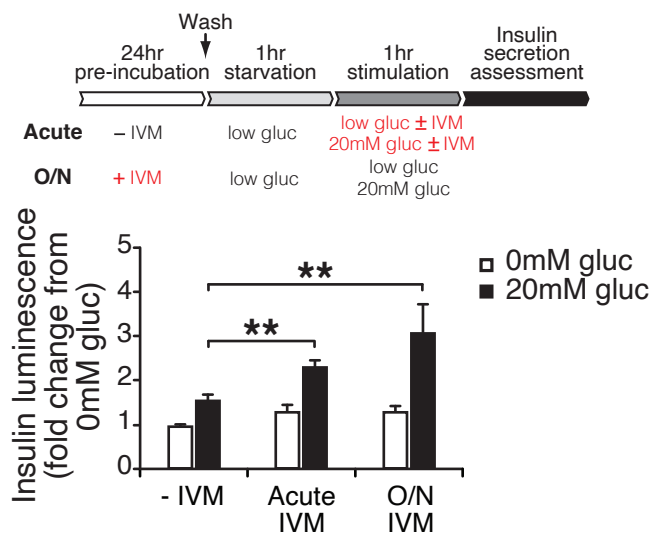 Wash
24hr
pre-incubation
1hr
starvation
1hr
stimulation
Insulin
secretion
assessment
Acute
– IVM
low gluc
low gluc ± IVM
20mM gluc ± IVM
O/N
+ IVM
low gluc
low gluc
20mM gluc
Insulin luminescence
(fold change from
0mM gluc)
5
4
3
2
1
0
**
**
0mM gluc
20mM gluc
- IVM
Acute
IVM
O/N
IVM